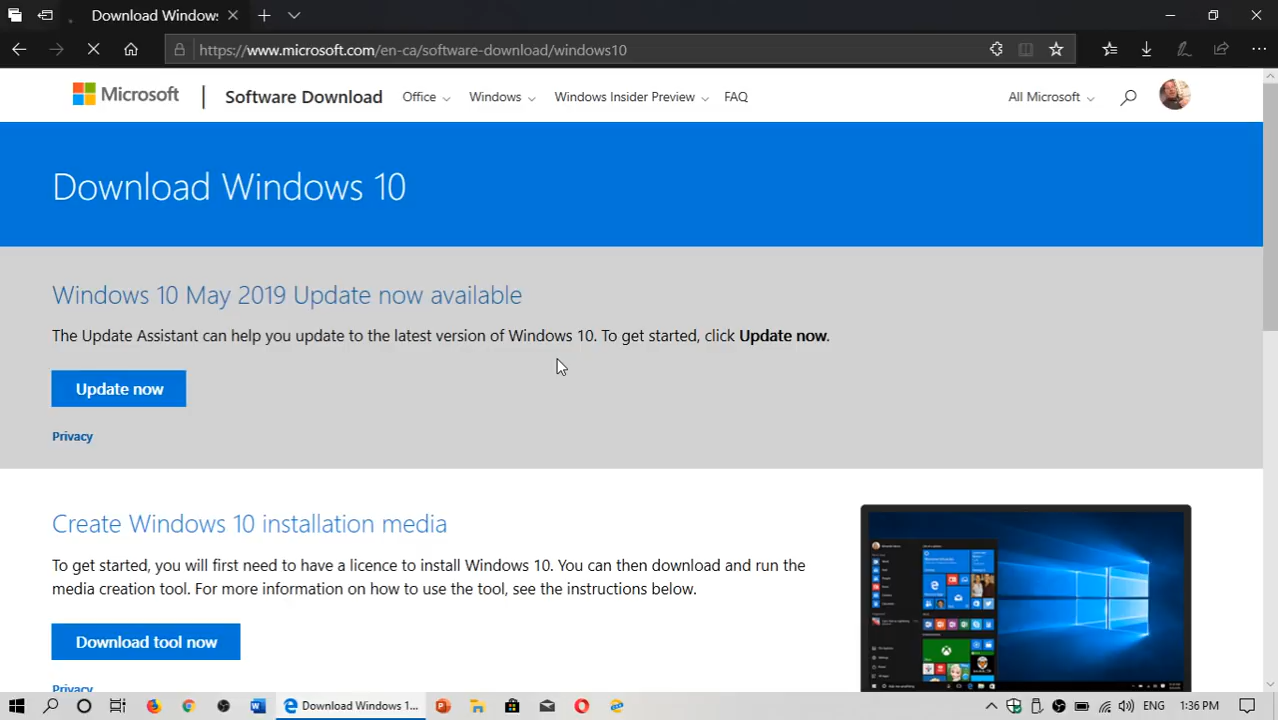 Download Windows
https://www.microsoft.com/en-ca/software-download/windows10
Microsoft
Software Download
Office
Windows
Windows Insider Preview
FAQ
All Microsoft
Download Windows 10
Windows 10 May 2019 Update now available
The Update Assistant can help you update to the latest version of Windows 10. To get started, click Update now.
Update now
Privacy
Create Windows 10 installation media
To get started, you will first need to have a licence to install Windows 10. You can then download and run the
media creation tool. For more information on how to use the tool, see the instructions below.
Download tool now
Privacy
Download Windows 1...
ENG
1:36 PM